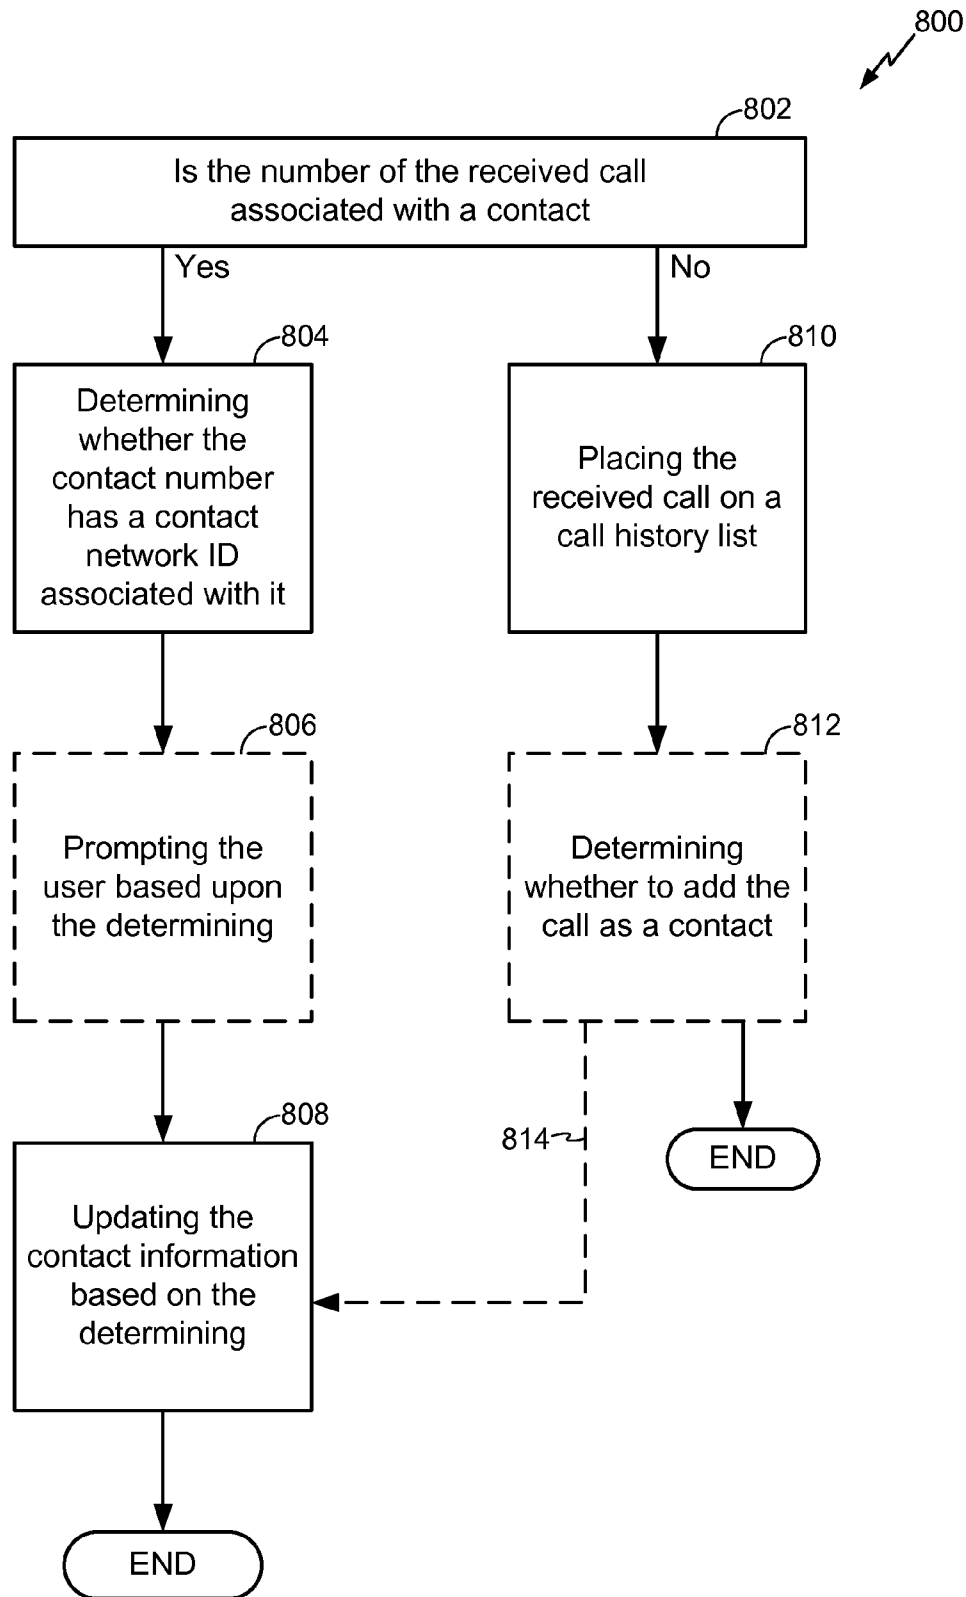 800
802
Is the number of the received call
associated with a contact
Yes
No
804
Determining
whether the
contact number
has a contact
network ID
associated with it
810
Placing the
received call on a
call history list
806
Prompting the
user based upon
the determining
812
Determining
whether to add the
call as a contact
808
Updating the
contact information
based on the
determining
814
END
END